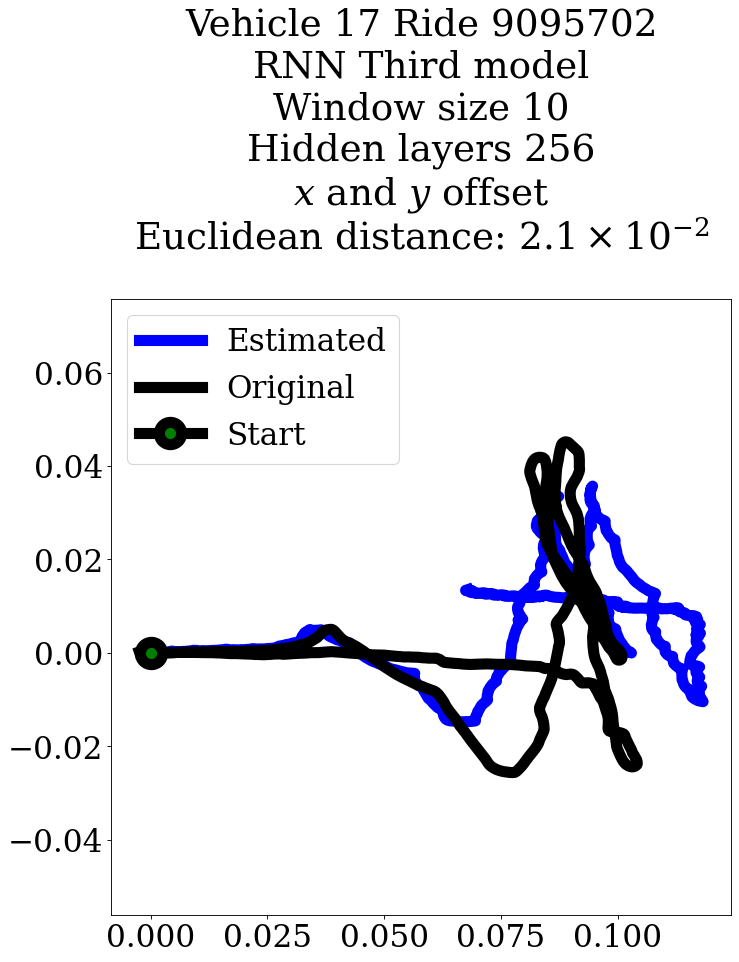 Vehicle 17 Ride 9095702
RNN Third model
Window size 10
Hidden layers 256
x and y offset
Euclidean distance: 2.1 × 10⁻²
Estimated
Original
Start
0.06
0.04
0.02
0.00
−0.02
−0.04
0.000 0.025 0.050 0.075 0.100